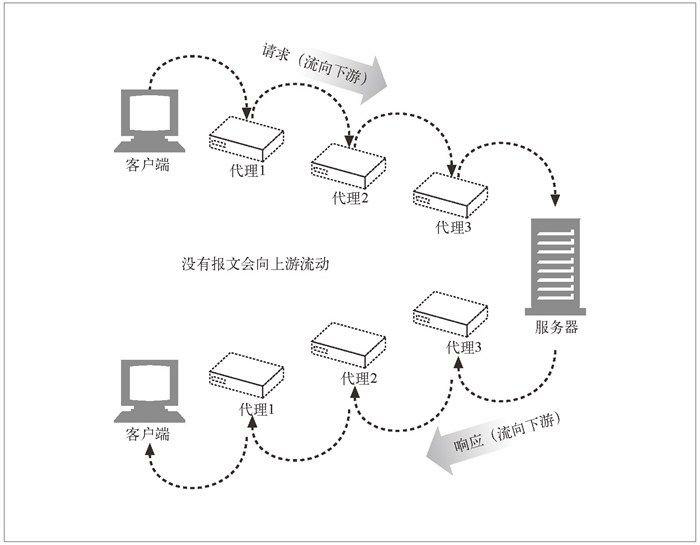 请求（流向下游）
客户端
代理1
代理2
代理3
没有报文会向上游流动
服务器
代理3
代理2
代理1
客户端
响应（流向下游）